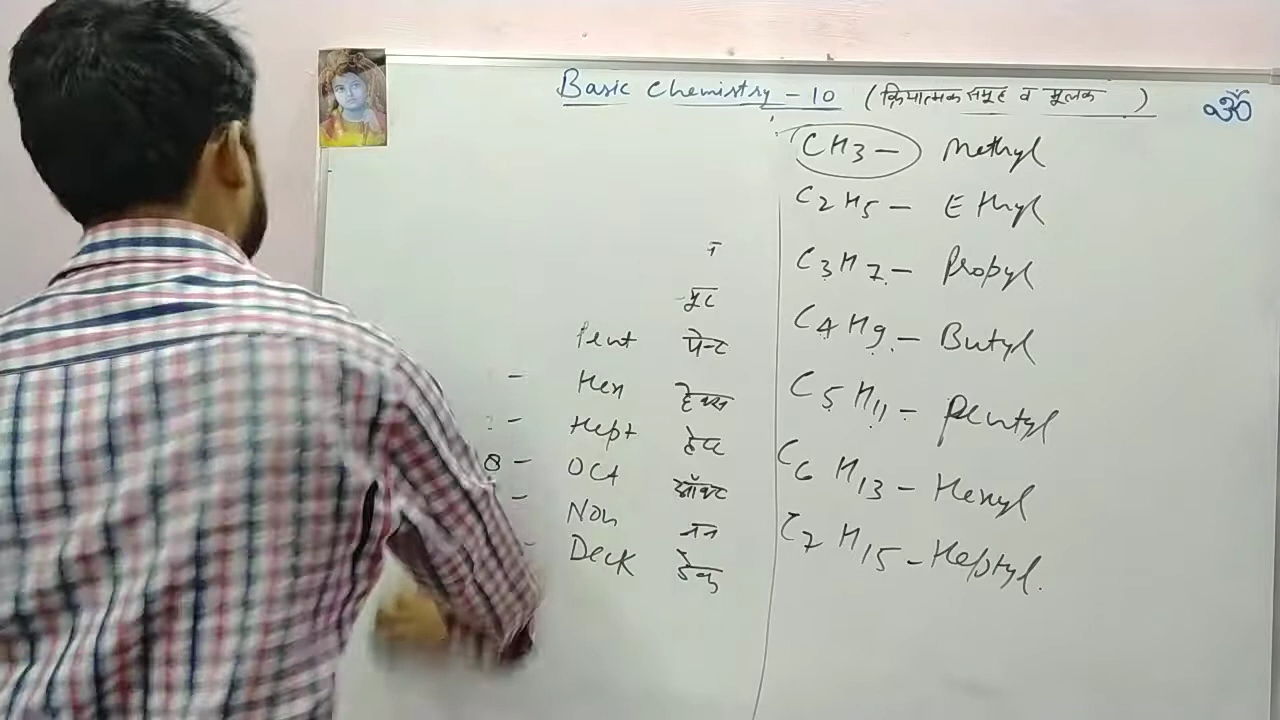 Basic Chemistry - 10 (क्रियात्मक समूह व मूलक ) ॐ
CH3 - Methyl
C2H5 - Ethyl
C3H7 - Propyl
C4H9 - Butyl
C5H11 - Pentyl
C6H13 - Hexyl
C7H15 - Heptyl.
Pent पेन्ट
- Hex हेक्स
- Hept हेप्ट
8 - Oct ऑक्ट
- Non नन
- Deck डेक